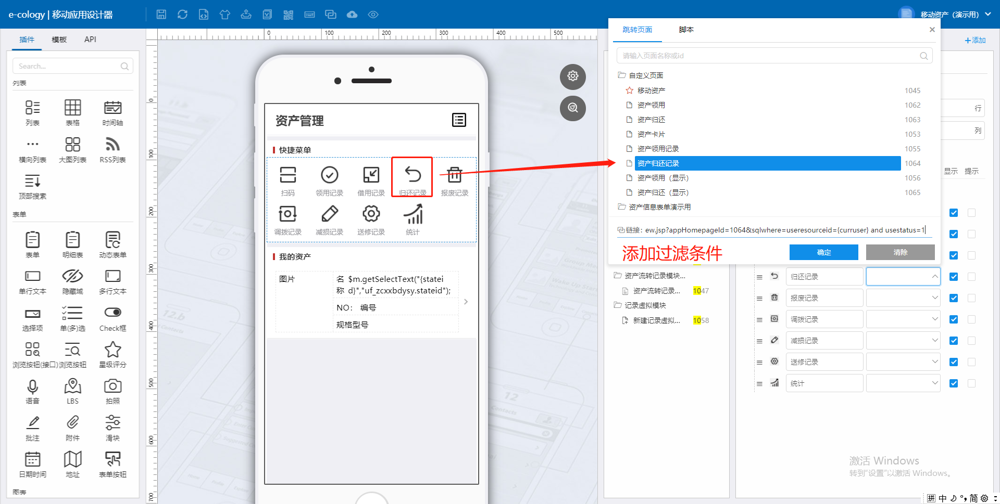 e-cology | 移动应用设计器
移动资产（演示用）
插件
模板
API
Search...
列表
列表
表格
时间轴
横向列表
大图列表
RSS列表
顶部搜索
表单
表单
明细表
动态表单
单行文本
隐藏域
多行文本
选择项
单(多)选
Check框
浏览按钮(接口)
浏览按钮
星级评分
语音
LBS
拍照
批注
附件
滑块
日期时间
地址
表单按钮
图表
0
100
200
300
400
500
0
100
200
300
400
500
600
700
资产管理
快捷菜单
扫码
领用记录
借用记录
归还记录
报废记录
调拨记录
减损记录
送修记录
统计
我的资产
图片
名称
$m.getSelectText("{statei
d}","uf_zcxxbdysy.stateid");
NO： 编号
规格型号
跳转页面
脚本
请输入页面名称或id
自定义页面
移动资产 1045
资产领用 1062
资产归还 1063
资产卡片 1053
资产领用记录 1055
资产归还记录 1064
资产领用（显示） 1056
资产归还（显示） 1065
资产信息表单演示用
链接: ew.jsp?appHomepageId=1064&sqlwhere=useresourceid={curruser} and usestatus=1
添加过滤条件
确定
清除
资产流转记录模块...
资产流转记录... 1047
记录虚拟模块
新建记录虚拟... 1058
+添加
行
列
显示 提示
归还记录
报废记录
调拨记录
减损记录
送修记录
统计
激活 Windows
转到“设置”以激活 Windows。
拼 中 简